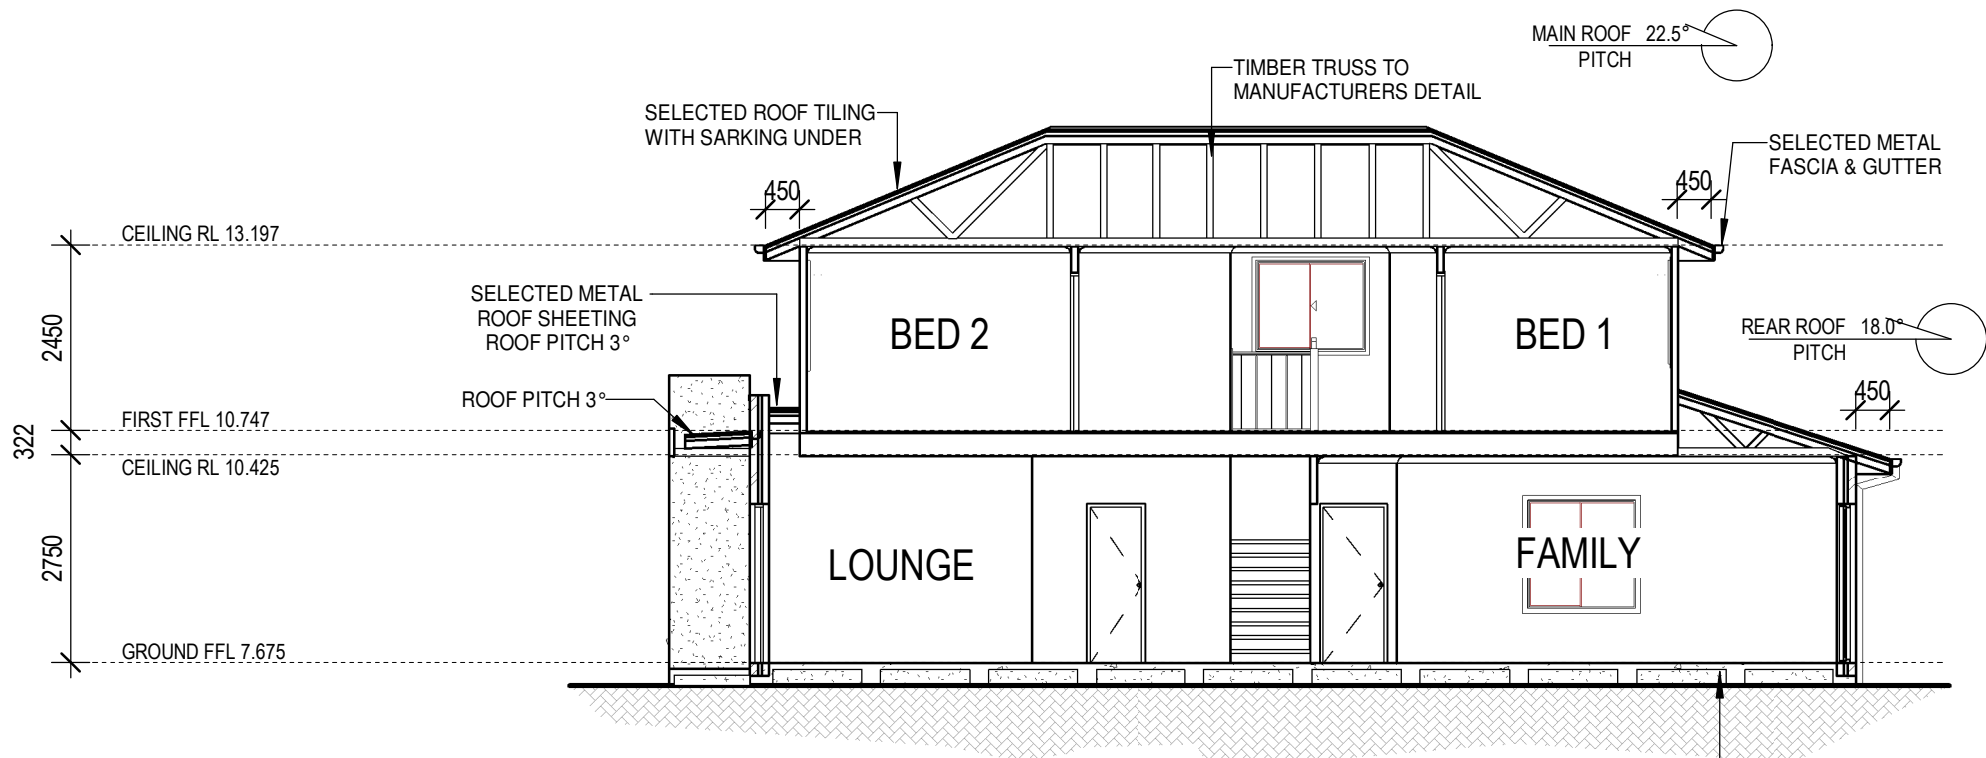 MAIN ROOF 22.5°
PITCH
TIMBER TRUSS TO
MANUFACTURERS DETAIL
SELECTED ROOF TILING
WITH SARKING UNDER
SELECTED METAL
FASCIA & GUTTER
450
450
CEILING RL 13.197
SELECTED METAL
ROOF SHEETING
ROOF PITCH 3°
2450
BED 2
BED 1
REAR ROOF 18.0°
PITCH
ROOF PITCH 3°
450
FIRST FFL 10.747
322
CEILING RL 10.425
2750
LOUNGE
FAMILY
GROUND FFL 7.675